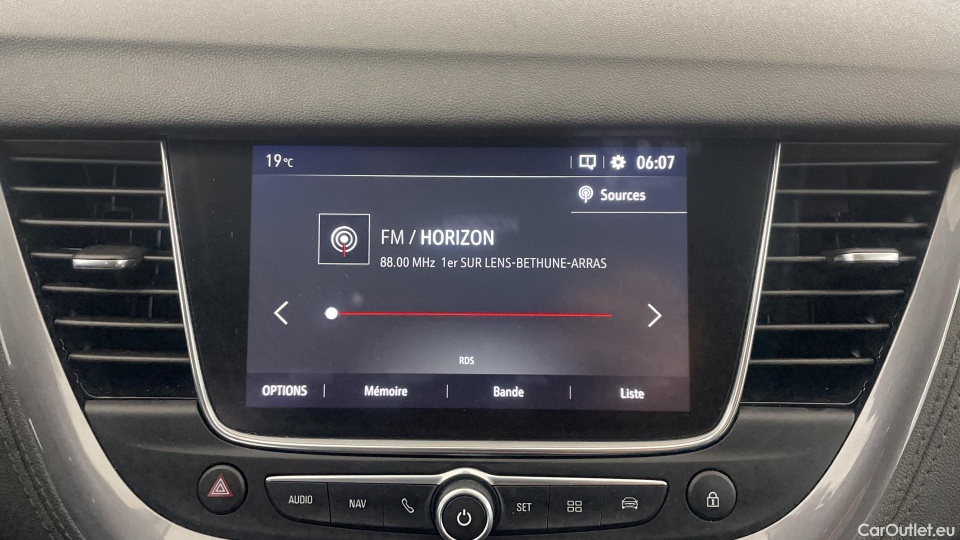 19°C 06:07
Sources
FM / HORIZON
88.00 MHz 1er SUR LENS-BETHUNE-ARRAS
RDS
OPTIONS Mémoire Bande Liste
AUDIO NAV SET
CarOutlet.eu